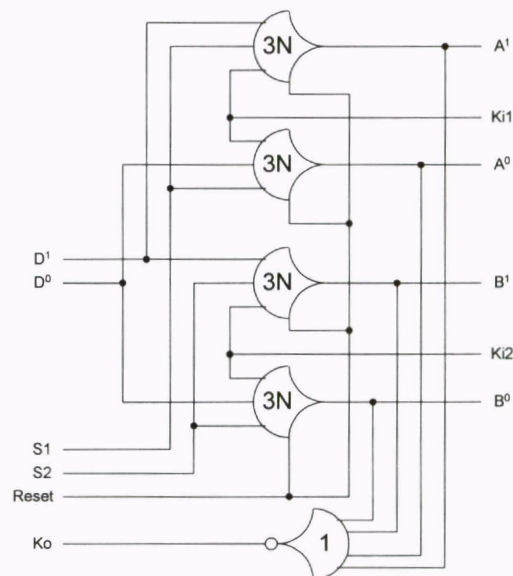 3N
A¹
Ki1
3N
A⁰
D¹
D⁰
3N
B¹
Ki2
3N
B⁰
S1
S2
Reset
Ko
1